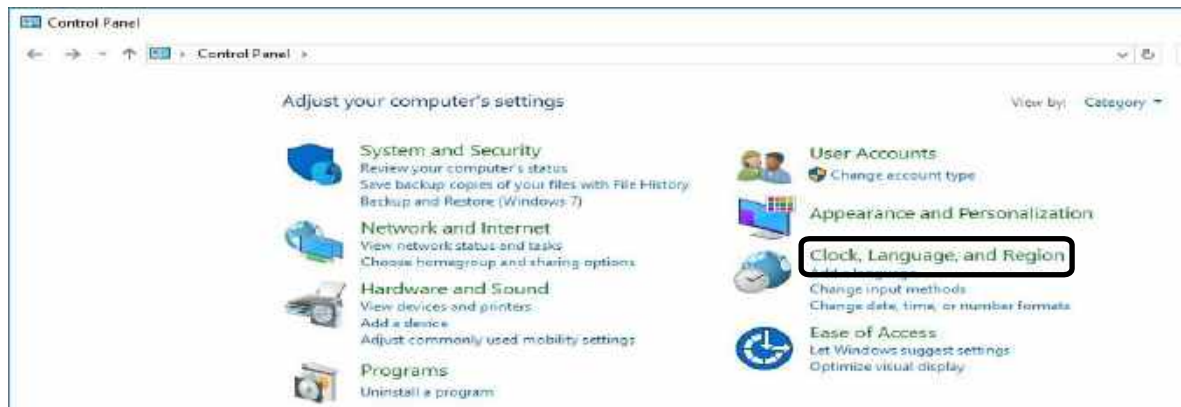 Control Panel
Control Panel
Adjust your computer's settings
View by: Category
System and Security
Review your computer's status
Save backup copies of your files with File History
Backup and Restore (Windows 7)
Network and Internet
View network status and tasks
Choose homegroup and sharing options
Hardware and Sound
View devices and printers
Add a device
Adjust commonly used mobility settings
Programs
Uninstall a program
User Accounts
Change account type
Appearance and Personalization
Clock, Language, and Region
Add a language
Change input methods
Change date, time, or number formats
Ease of Access
Let Windows suggest settings
Optimize visual display